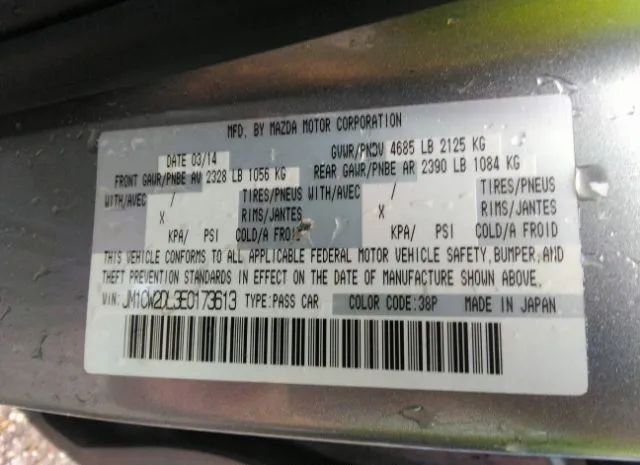 MFD. BY MAZDA MOTOR CORPORATION
DATE 03/14 GVWR/PNBV 4685 LB 2125 KG
FRONT GAWR/PNBE AV 2328 LB 1056 KG REAR GAWR/PNBE AR 2390 LB 1084 KG
WITH/AVEC / TIRES/PNEUS WITH/AVEC / TIRES/PNEUS
X RIMS/JANTES X RIMS/JANTES
KPA/ PSI COLD/A FROID KPA/ PSI COLD/A FROID
THIS VEHICLE CONFORMS TO ALL APPLICABLE FEDERAL MOTOR VEHICLE SAFETY, BUMPER, AND
THEFT PREVENTION STANDARDS IN EFFECT ON THE DATE OF MANUFACTURE SHOWN ABOVE.
VIN: JM1CW2DL3E0173613 TYPE:PASS CAR COLOR CODE:38P MADE IN JAPAN